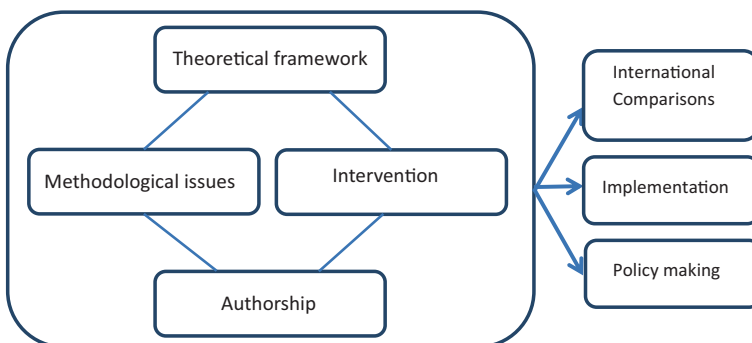 Theoretical framework
Methodological issues
Intervention
Authorship
International
Comparisons
Implementation
Policy making